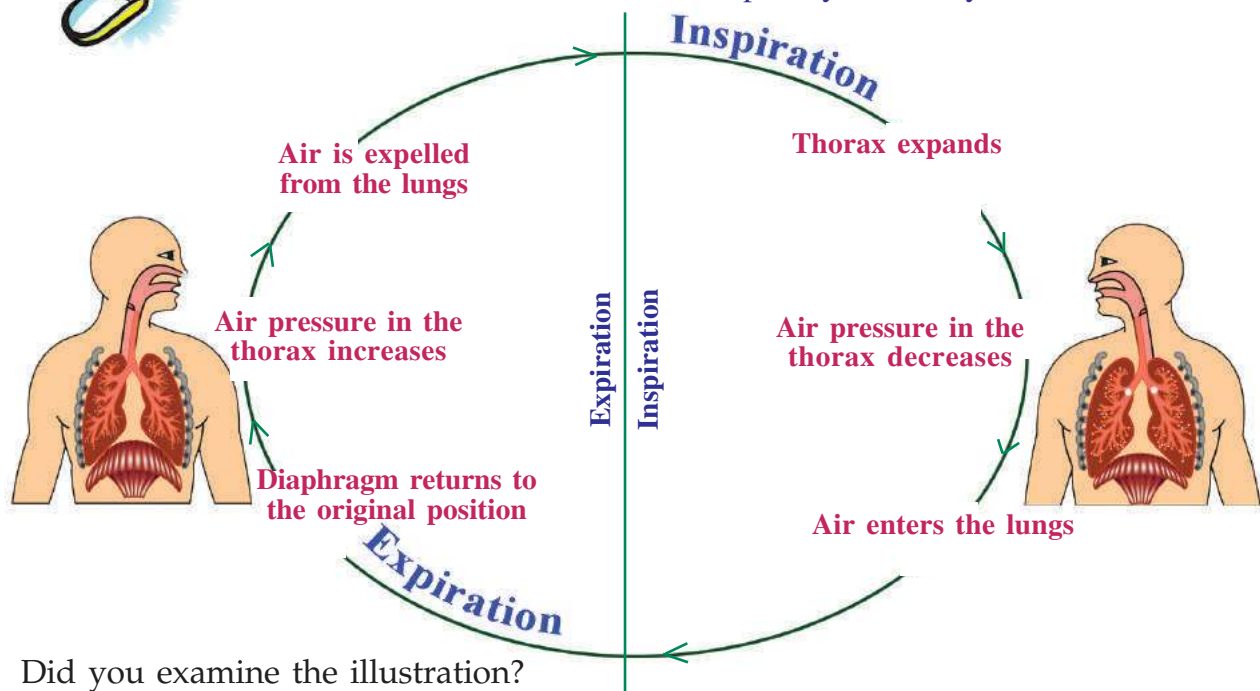 Inspiration
Thorax expands
Air pressure in the
thorax decreases
Air enters the lungs
Expiration
Diaphragm returns to
the original position
Air pressure in the
thorax increases
Air is expelled
from the lungs
Expiration
Inspiration
Did you examine the illustration?